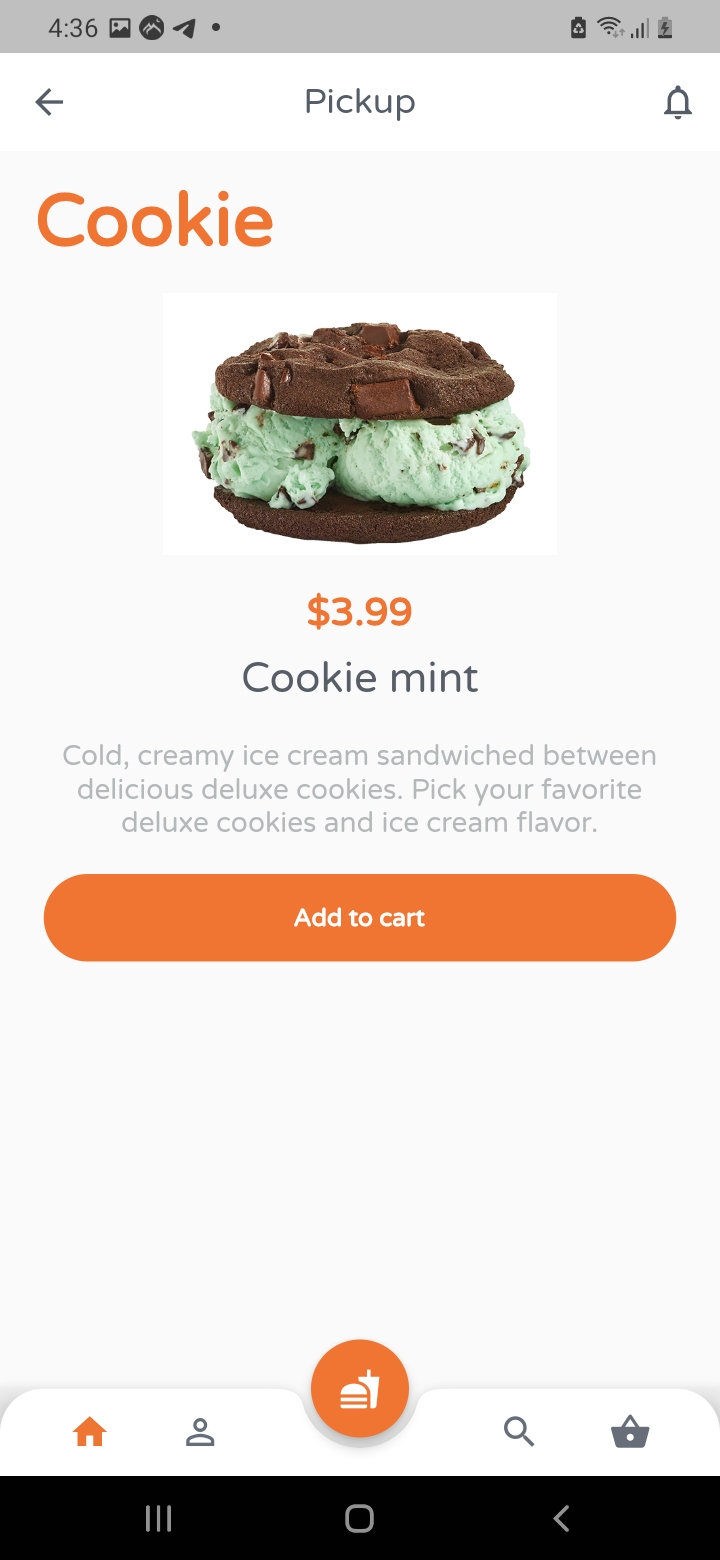 4:36
Pickup
Cookie
$3.99
Cookie mint
Cold, creamy ice cream sandwiched between
delicious deluxe cookies. Pick your favorite
deluxe cookies and ice cream flavor.
Add to cart